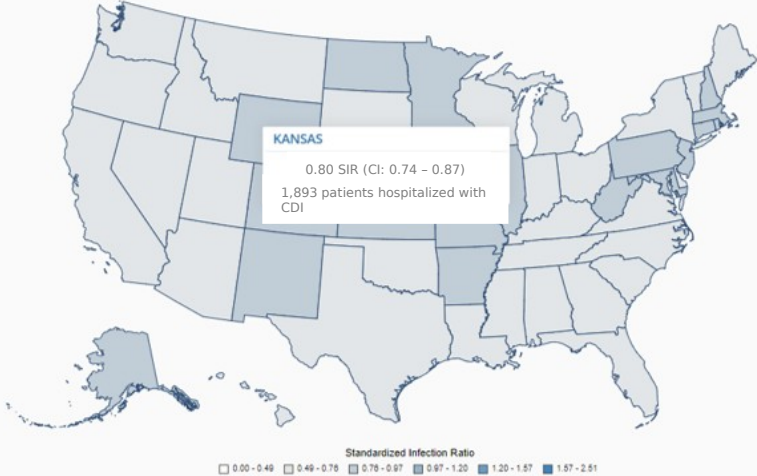 KANSAS
0.80 SIR (CI: 0.74 – 0.87)
1,893 patients hospitalized with
CDI
Standardized Infection Ratio
0.00 - 0.49 0.49 - 0.76 0.76 - 0.97 0.97 - 1.20 1.20 - 1.57 1.57 - 2.51